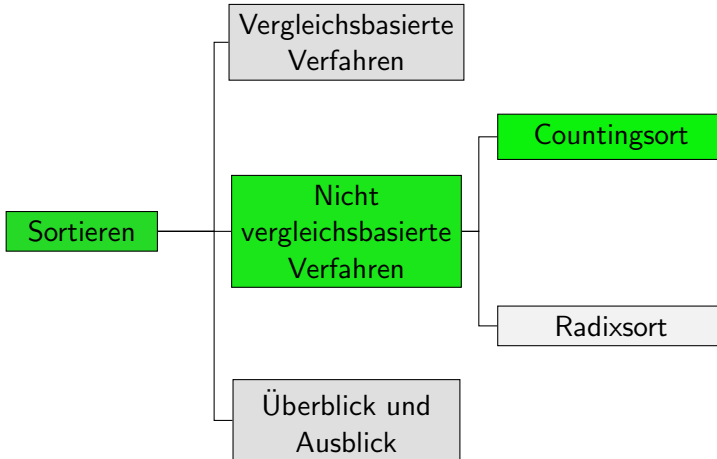 Vergleichsbasierte
Verfahren
Countingsort
Nicht
vergleichsbasierte
Verfahren
Sortieren
Radixsort
Überblick und
Ausblick